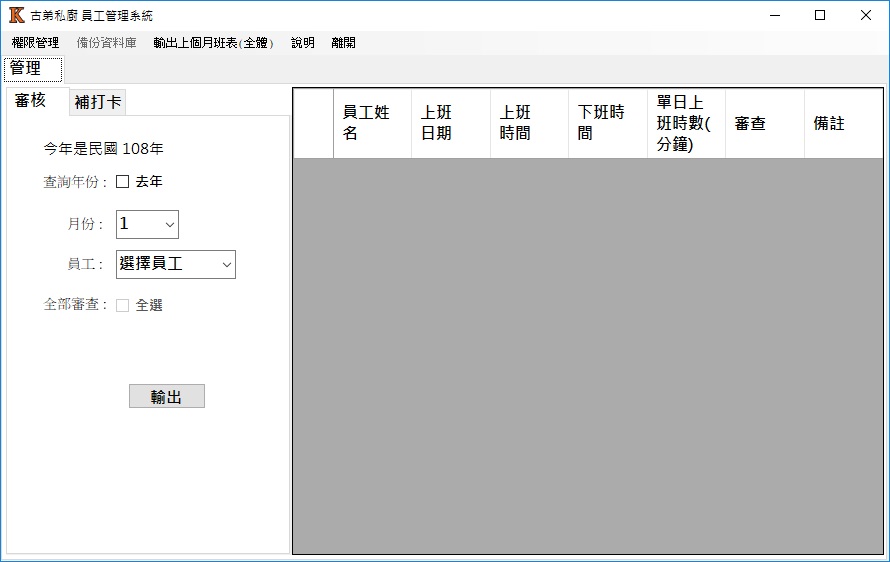 K 古弟私廚 員工管理系統
權限管理 備份資料庫 輸出上個月班表(全體) 說明 離開
管理
審核 補打卡
今年是民國 108年
查詢年份: 去年
月份: 1
員工: 選擇員工
全部審查: 全選
輸出
員工姓
名
上班
日期
上班
時間
下班時
間
單日上
班時數(
分鐘)
審查
備註